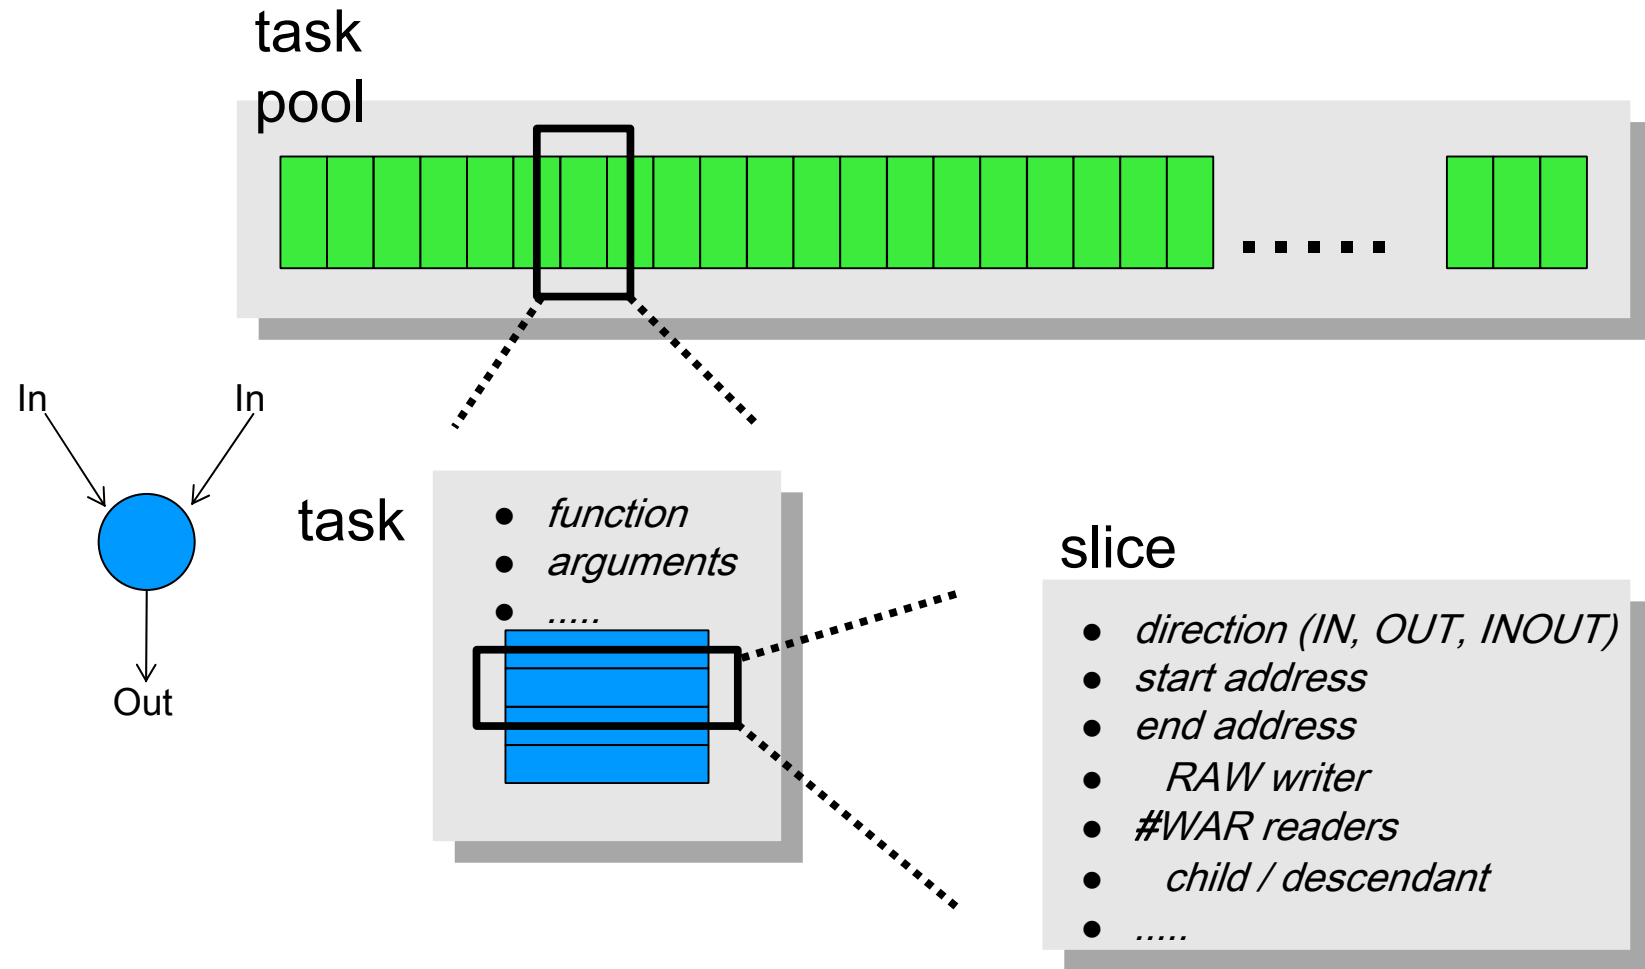 task
pool
.....
In
In
Out
task
● function
● arguments
● .....
slice
● direction (IN, OUT, INOUT)
● start address
● end address
● RAW writer
● #WAR readers
● child / descendant
● .....